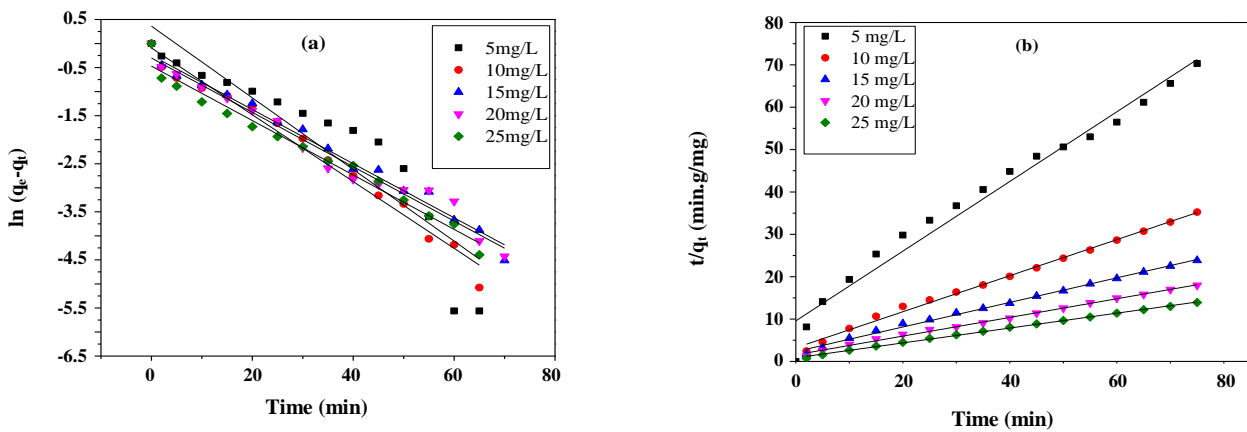 (a)
0.5
-0.5
-1.5
-2.5
-3.5
-4.5
-5.5
-6.5
0
20
40
60
80
ln (qe-qt)
Time (min)
5mg/L
10mg/L
15mg/L
20mg/L
25mg/L
(b)
80
70
60
50
40
30
20
10
0
0
20
40
60
80
t/qt (min.g/mg)
Time (min)
5 mg/L
10 mg/L
15 mg/L
20 mg/L
25 mg/L